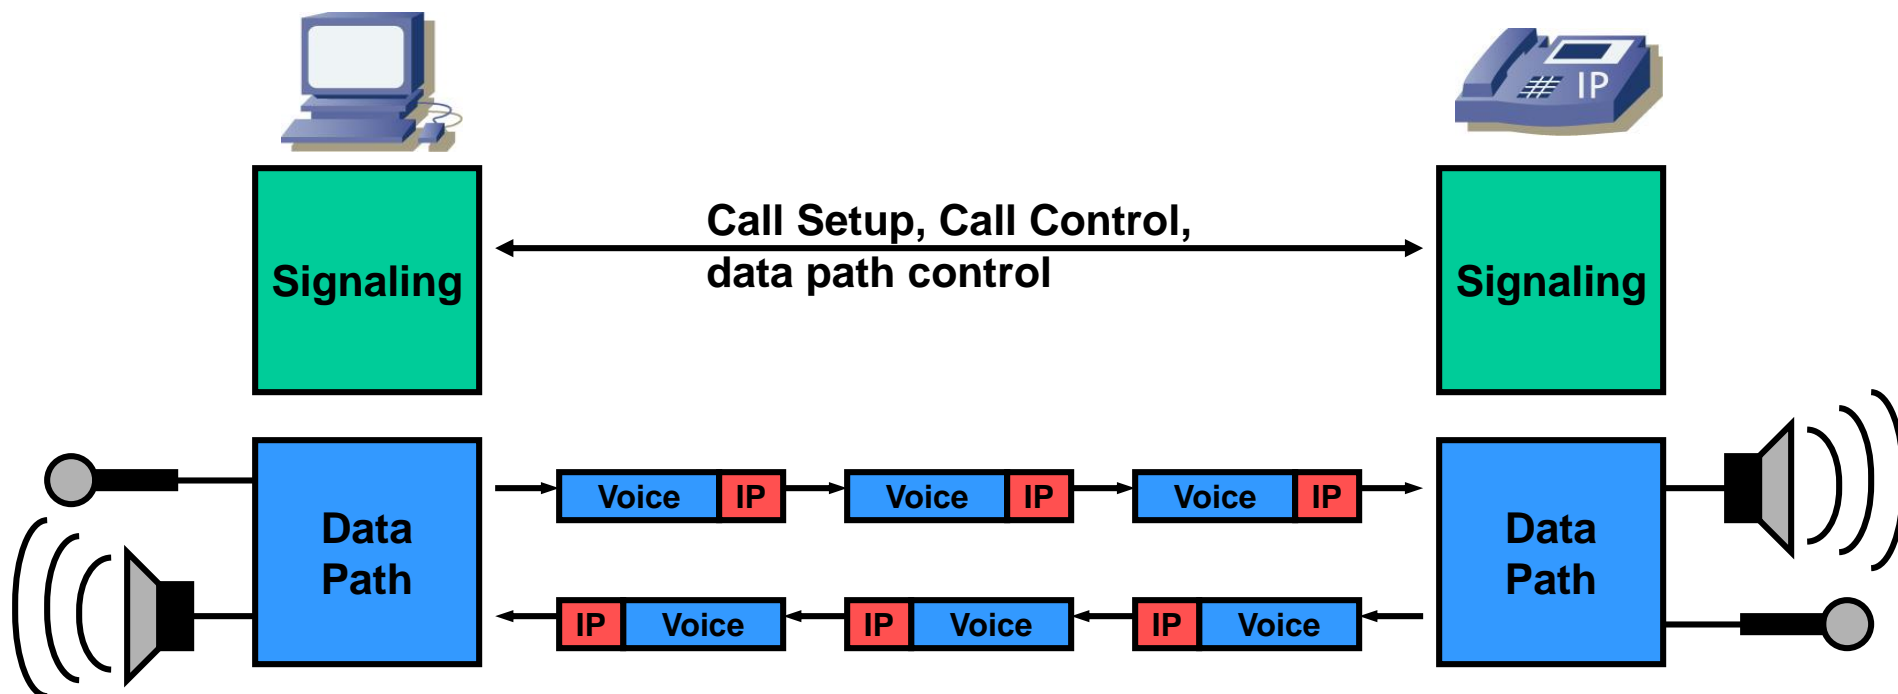 IP
Call Setup, Call Control,
data path control
Signaling
Signaling
Data
Path
Voice IP
Voice IP
Voice IP
Data
Path
IP Voice
IP Voice
IP Voice